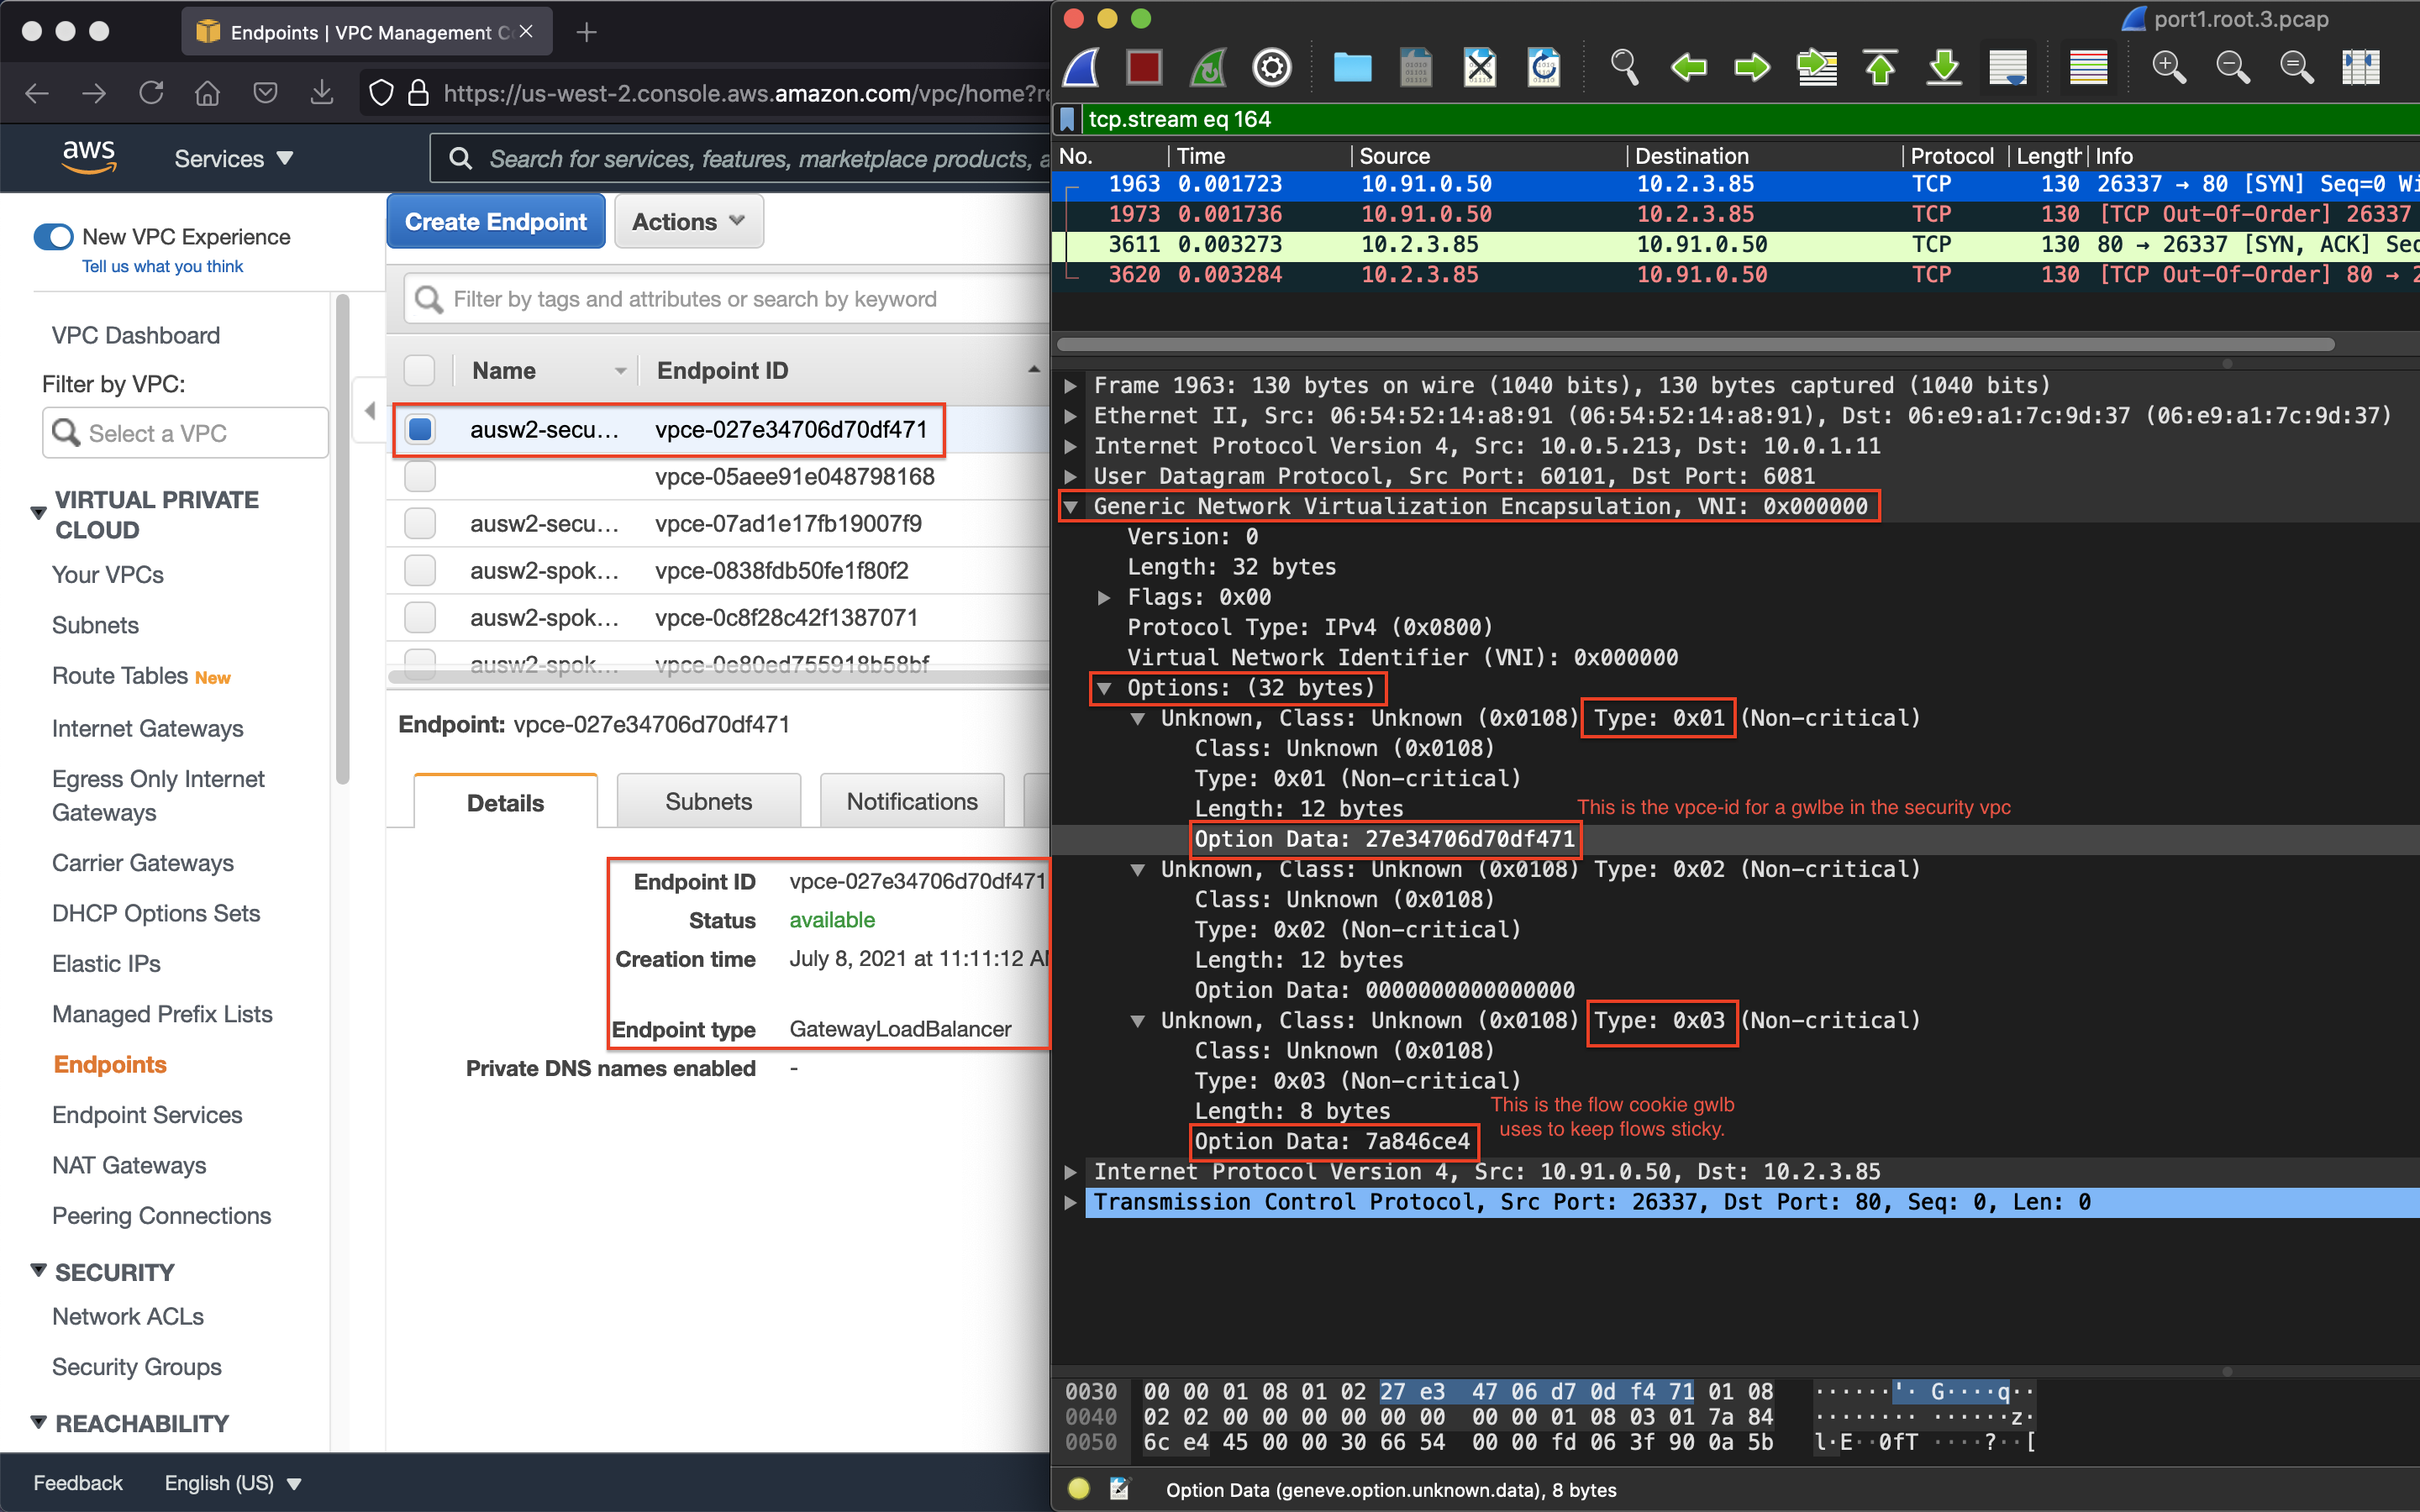 Endpoints | VPC Management C
https://us-west-2.console.aws.amazon.com/vpc/home?re
aws
Services
Search for services, features, marketplace products, a
New VPC Experience
Tell us what you think
VPC Dashboard
Filter by VPC:
Select a VPC
VIRTUAL PRIVATE
CLOUD
Your VPCs
Subnets
Route Tables New
Internet Gateways
Egress Only Internet
Gateways
Carrier Gateways
DHCP Options Sets
Elastic IPs
Managed Prefix Lists
Endpoints
Endpoint Services
NAT Gateways
Peering Connections
SECURITY
Network ACLs
Security Groups
REACHABILITY
Feedback English (US)
Create Endpoint Actions
Filter by tags and attributes or search by keyword
Name Endpoint ID
ausw2-secu... vpce-027e34706d70df471
vpce-05aee91e048798168
ausw2-secu... vpce-07ad1e17fb19007f9
ausw2-spok... vpce-0838fdb50fe1f80f2
ausw2-spok... vpce-0c8f28c42f1387071
ausw2-spok... vpce-0e80ed755918b58bf
Endpoint: vpce-027e34706d70df471
Details Subnets Notifications
Endpoint ID vpce-027e34706d70df471
Status available
Creation time July 8, 2021 at 11:11:12 A
Endpoint type GatewayLoadBalancer
Private DNS names enabled -
port1.root.3.pcap
tcp.stream eq 164
No. Time Source Destination Protocol Length Info
1963 0.001723 10.91.0.50 10.2.3.85 TCP 130 26337 → 80 [SYN] Seq=0 Wi
1973 0.001736 10.91.0.50 10.2.3.85 TCP 130 [TCP Out-Of-Order] 26337
3611 0.003273 10.2.3.85 10.91.0.50 TCP 130 80 → 26337 [SYN, ACK] Seq
3620 0.003284 10.2.3.85 10.91.0.50 TCP 130 [TCP Out-Of-Order] 80 → 2
Frame 1963: 130 bytes on wire (1040 bits), 130 bytes captured (1040 bits)
Ethernet II, Src: 06:54:52:14:a8:91 (06:54:52:14:a8:91), Dst: 06:e9:a1:7c:9d:37 (06:e9:a1:7c:9d:37)
Internet Protocol Version 4, Src: 10.0.5.213, Dst: 10.0.1.11
User Datagram Protocol, Src Port: 60101, Dst Port: 6081
Generic Network Virtualization Encapsulation, VNI: 0x000000
Version: 0
Length: 32 bytes
Flags: 0x00
Protocol Type: IPv4 (0x0800)
Virtual Network Identifier (VNI): 0x000000
Options: (32 bytes)
Unknown, Class: Unknown (0x0108) Type: 0x01 (Non-critical)
Class: Unknown (0x0108)
Type: 0x01 (Non-critical)
Length: 12 bytes
This is the vpce-id for a gwlbe in the security vpc
Option Data: 27e34706d70df471
Unknown, Class: Unknown (0x0108) Type: 0x02 (Non-critical)
Class: Unknown (0x0108)
Type: 0x02 (Non-critical)
Length: 12 bytes
Option Data: 0000000000000000
Unknown, Class: Unknown (0x0108) Type: 0x03 (Non-critical)
Class: Unknown (0x0108)
Type: 0x03 (Non-critical)
Length: 8 bytes
This is the flow cookie gwlb
uses to keep flows sticky.
Option Data: 7a846ce4
Internet Protocol Version 4, Src: 10.91.0.50, Dst: 10.2.3.85
Transmission Control Protocol, Src Port: 26337, Dst Port: 80, Seq: 0, Len: 0
0030 00 00 01 08 01 02 27 e3 47 06 d7 0d f4 71 01 08 ······'· G····q··
0040 02 02 00 00 00 00 00 00 00 00 01 08 03 01 7a 84 ········ ······z·
0050 6c e4 45 00 00 30 66 54 00 00 fd 06 3f 90 0a 5b l·E··0fT ····?··[
Option Data (geneve.option.unknown.data), 8 bytes